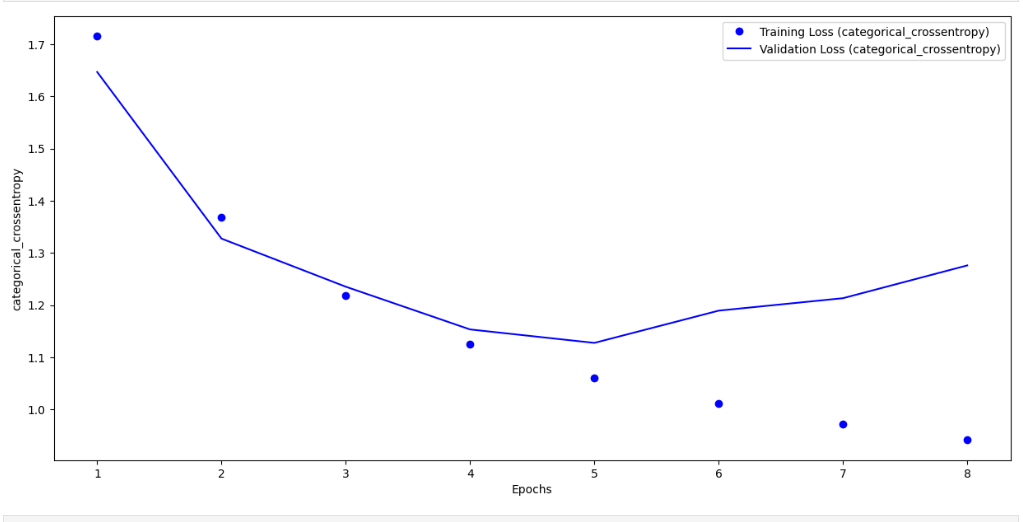 Training Loss (categorical_crossentropy)
Validation Loss (categorical_crossentropy)
1.7
1.6
1.5
1.4
1.3
1.2
1.1
1.0
categorical_crossentropy
1 2 3 4 5 6 7 8
Epochs